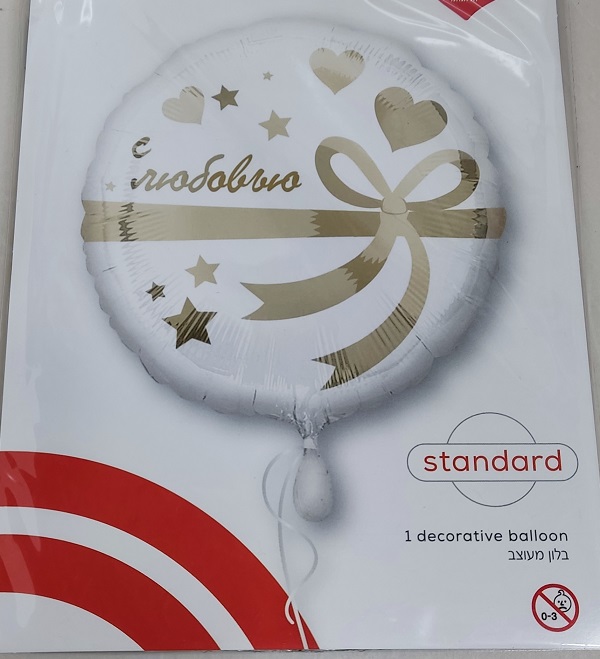 с
любовью
standard
1 decorative balloon
בלון מעוצב
0-3